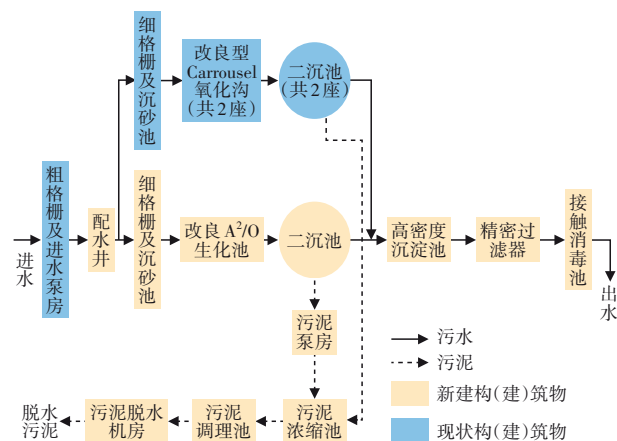 细格栅及沉砂池
改良型
Carrousel
氧化沟
(共2座)
二沉池
(共2座)
粗格栅及进水泵房
配水井
细格栅及沉砂池
改良 A²/O
生化池
二沉池
高密度
沉淀池
精密过
滤器
接触消毒池
进水
出水
污泥
泵房
污水
污泥
新建构(建)筑物
现状构(建)筑物
脱水
污泥
污泥脱水
机房
污泥
调理池
污泥
浓缩池